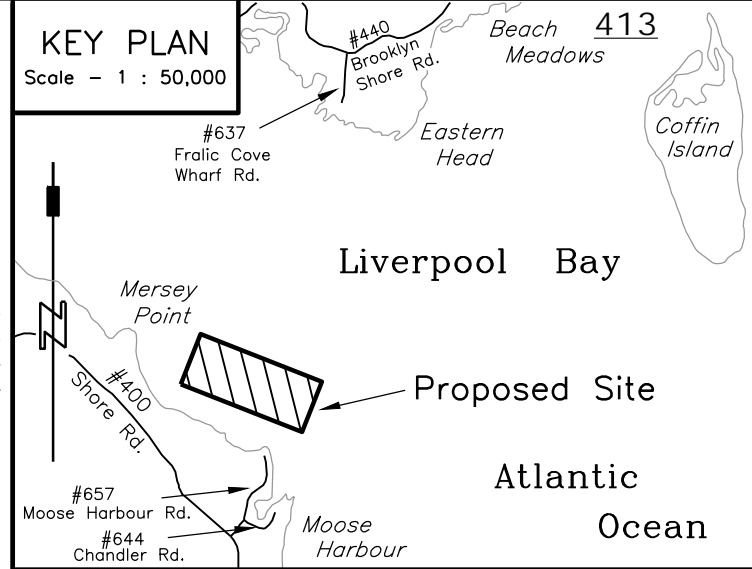 KEY PLAN
Scale - 1 : 50,000
#440
Brooklyn
Shore Rd.
Beach
Meadows
413
#637
Fralic Cove
Wharf Rd.
Eastern
Head
Coffin
Island
Liverpool Bay
Mersey
Point
N
#400
Shore Rd.
Proposed Site
Atlantic
Ocean
#657
Moose Harbour Rd.
#644
Chandler Rd.
Moose
Harbour